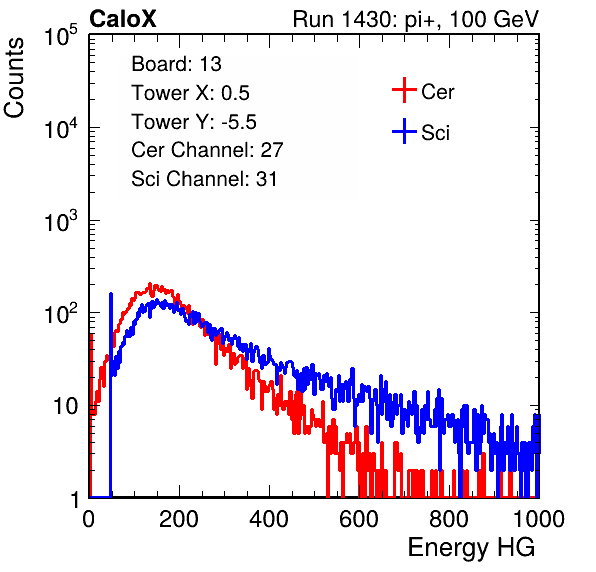 CaloX Run 1430: pi+, 100 GeV
Counts
Board: 13
Tower X: 0.5
Tower Y: -5.5
Cer Channel: 27
Sci Channel: 31
Cer
Sci
10^5
10^4
10^3
10^2
10
1
0 200 400 600 800 1000
Energy HG